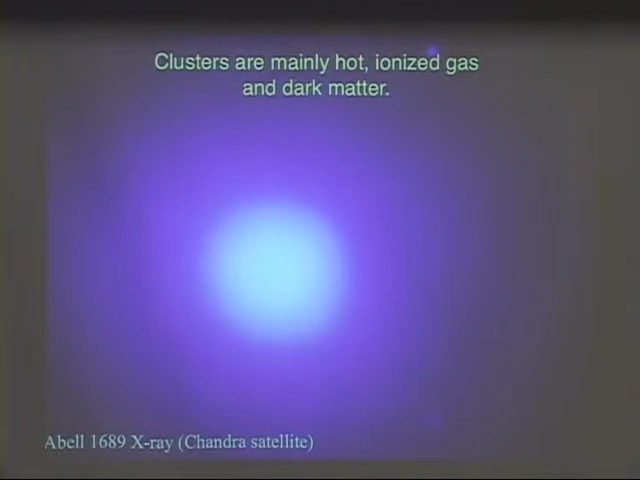 Clusters are mainly hot, ionized gas
and dark matter.
Abell 1689 X-ray (Chandra satellite)